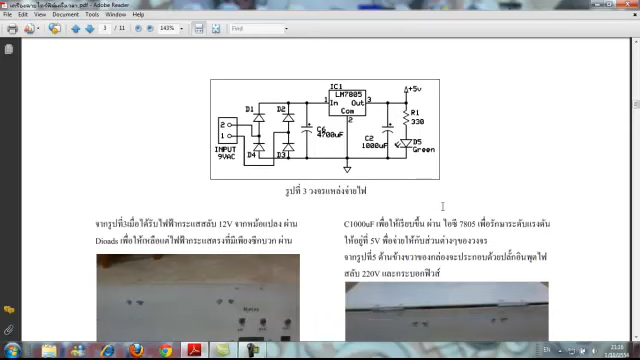 File Edit View Document Tools Window Help
3 / 11
143%
Find
IC1
LM7805
In Out
Com
1
3
2
+5v
D1
D2
R1
330
C6
4700uF
C2
1000uF
D5
Green
2
1
INPUT
9VAC
D4
D3
รูปที่ 3 วงจรแหล่งจ่ายไฟ
จากรูปที่3เมื่อได้รับไฟฟ้ากระแสสลับ 12V จากหม้อแปลง ผ่าน
Dioads เพื่อให้เหลือแต่ไฟฟ้ากระแสตรงที่มีเพียงซีกบวก ผ่าน
C1000uF เพื่อให้เรียบขึ้น ผ่าน ไอซี 7805 เพื่อรักษาระดับแรงดัน
ให้อยู่ที่ 5V เพื่อจ่ายให้กับส่วนต่างๆของวงจร
จากรูปที่5 ด้านข้างขวาของกล่องจะประกอบด้วยปลั๊กอินพุตไฟ
สลับ 220V และกระบอกฟิวส์
EN